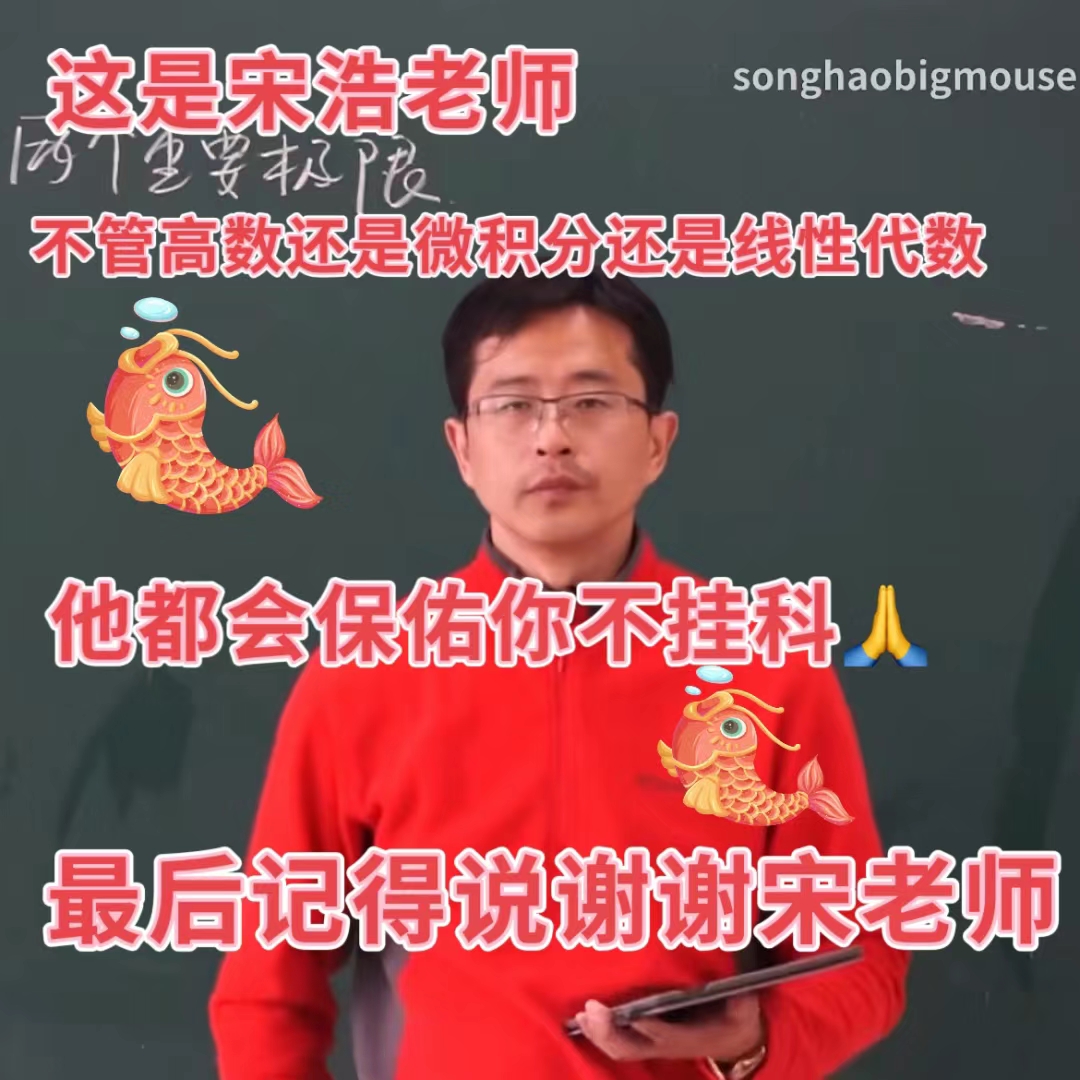 这是宋浩老师
songhaobigmouse
两个重要极限
不管高数还是微积分还是线性代数
他都会保佑你不挂科🙏
最后记得说谢谢宋老师